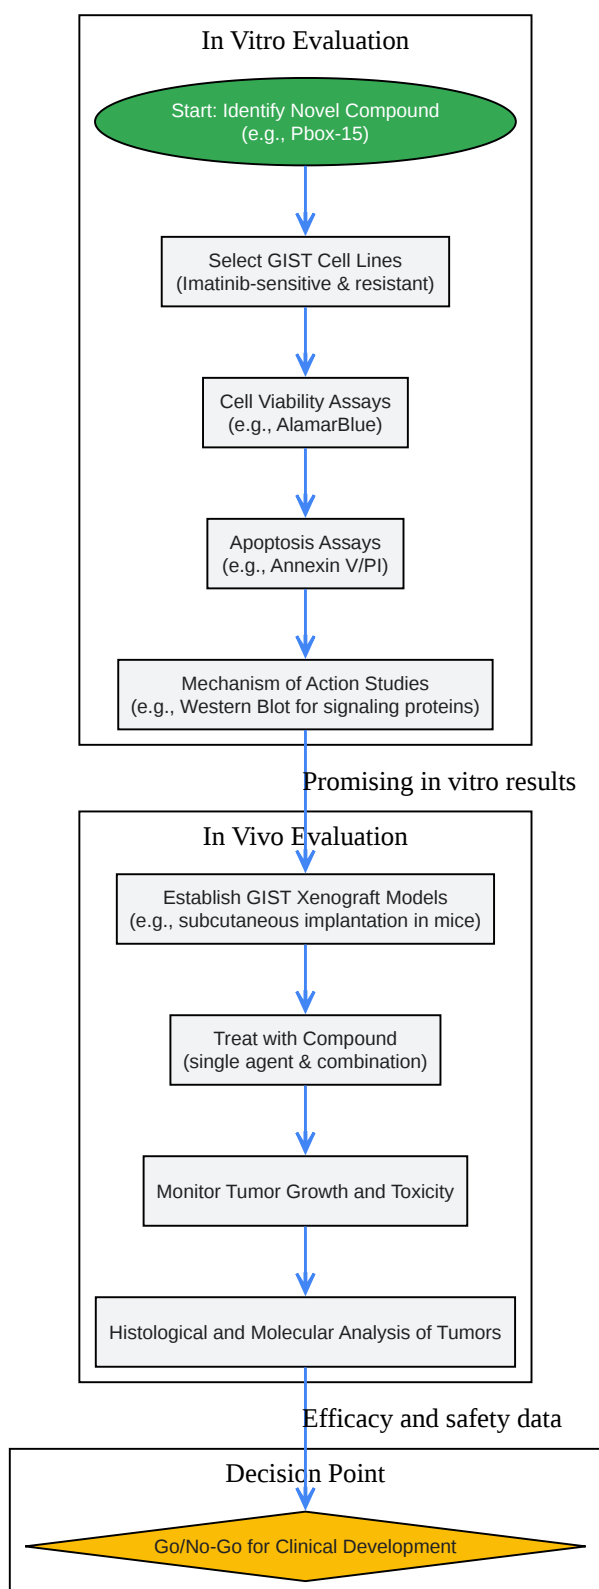 In Vitro Evaluation
Start: Identify Novel Compound
(e.g., Pbox-15)
Select GIST Cell Lines
(Imatinib-sensitive & resistant)
Cell Viability Assays
(e.g., AlamarBlue)
Apoptosis Assays
(e.g., Annexin V/PI)
Mechanism of Action Studies
(e.g., Western Blot for signaling proteins)
Promising in vitro results
In Vivo Evaluation
Establish GIST Xenograft Models
(e.g., subcutaneous implantation in mice)
Treat with Compound
(single agent & combination)
Monitor Tumor Growth and Toxicity
Histological and Molecular Analysis of Tumors
Efficacy and safety data
Decision Point
Go/No-Go for Clinical Development